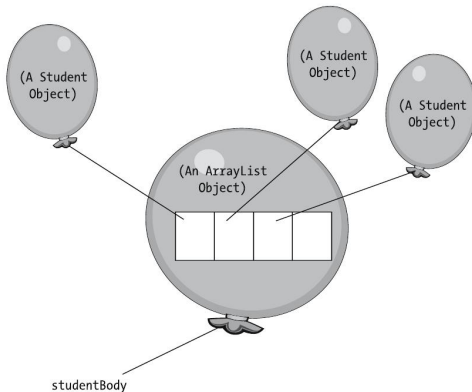 (A Student
Object)
(A Student
Object)
(A Student
Object)
(An ArrayList
Object)
studentBody